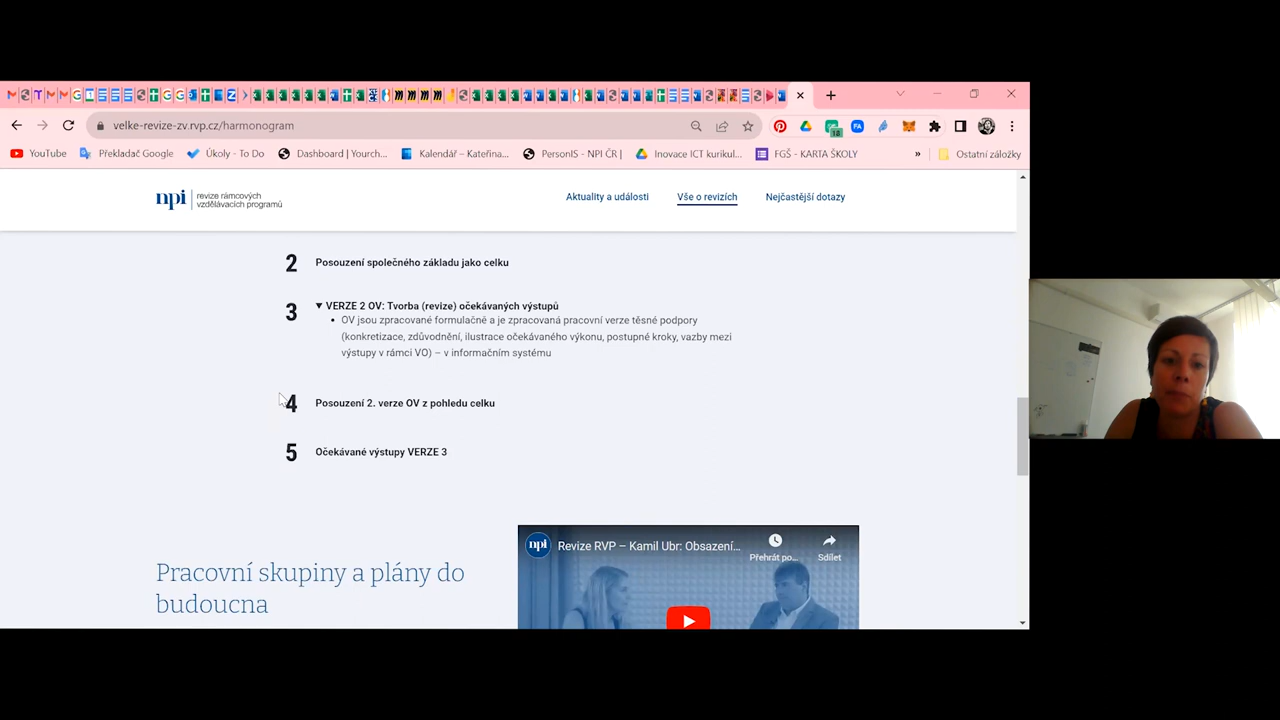 velke-revize-zv.rvp.cz/harmonogram
YouTube
Překladač Google
Úkoly - To Do
Dashboard | Yourch...
Kalendář – Kateřina...
PersonIS - NPI ČR |
Inovace ICT kurikul...
FGŠ - KARTA ŠKOLY
»
Ostatní záložky
npi
revize rámcových
vzdělávacích programů
Aktuality a události
Vše o revizích
Nejčastější dotazy
2 Posouzení společného základu jako celku
3 ▼ VERZE 2 OV: Tvorba (revize) očekávaných výstupů
• OV jsou zpracované formulačně a je zpracovaná pracovní verze těsné podpory
(konkretizace, zdůvodnění, ilustrace očekávaného výkonu, postupné kroky, vazby mezi
výstupy v rámci VO) – v informačním systému
4 Posouzení 2. verze OV z pohledu celku
5 Očekávané výstupy VERZE 3
Pracovní skupiny a plány do
budoucna
npi
Revize RVP – Kamil Ubr: Obsazení...
Přehrát po...
Sdílet